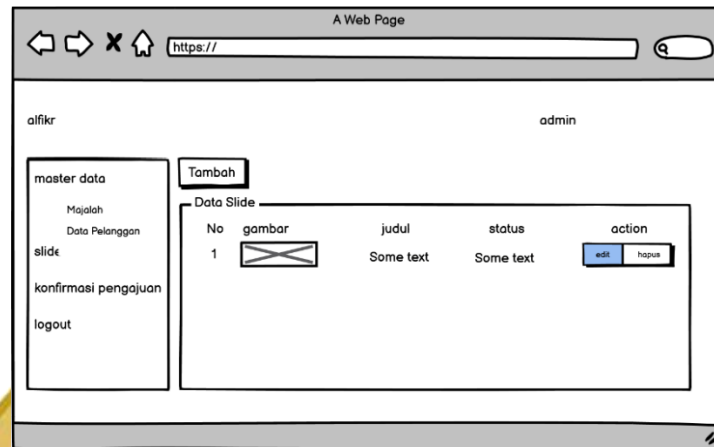 A Web Page
https://
alfikr admin
master data
Majalah
Data Pelanggan
slide
konfirmasi pengajuan
logout
Tambah
Data Slide
No gambar judul status action
1 Some text Some text edit hapus